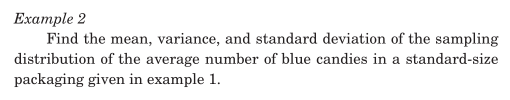 Example 2
Find the mean, variance, and standard deviation of the sampling
distribution of the average number of blue candies in a standard-size
packaging given in example 1.